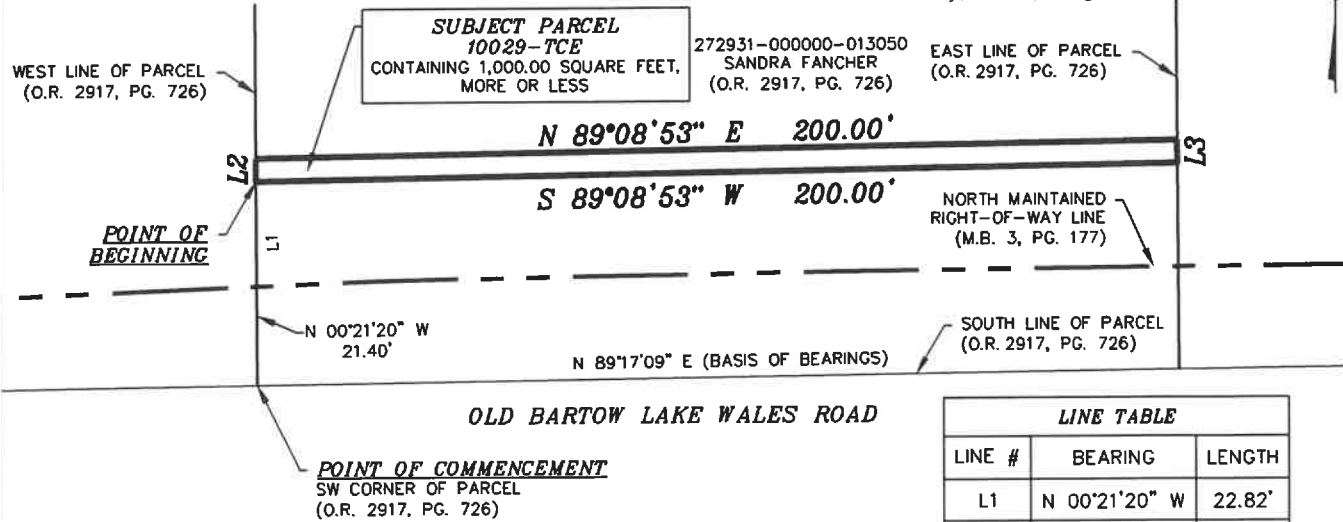 SUBJECT PARCEL
10029-TCE
CONTAINING 1,000.00 SQUARE FEET,
MORE OR LESS
272931-000000-013050
SANDRA FANCHER
(O.R. 2917, PG. 726)
EAST LINE OF PARCEL
(O.R. 2917, PG. 726)
WEST LINE OF PARCEL
(O.R. 2917, PG. 726)
N 89°08'53" E 200.00'
L2
L3
S 89°08'53" W 200.00'
POINT OF
BEGINNING
L1
NORTH MAINTAINED
RIGHT-OF-WAY LINE
(M.B. 3, PG. 177)
N 00°21'20" W
21.40'
SOUTH LINE OF PARCEL
(O.R. 2917, PG. 726)
N 89°17'09" E (BASIS OF BEARINGS)
OLD BARTOW LAKE WALES ROAD
POINT OF COMMENCEMENT
SW CORNER OF PARCEL
(O.R. 2917, PG. 726)
LINE TABLE
LINE # BEARING LENGTH
L1 N 00°21'20" W 22.82'